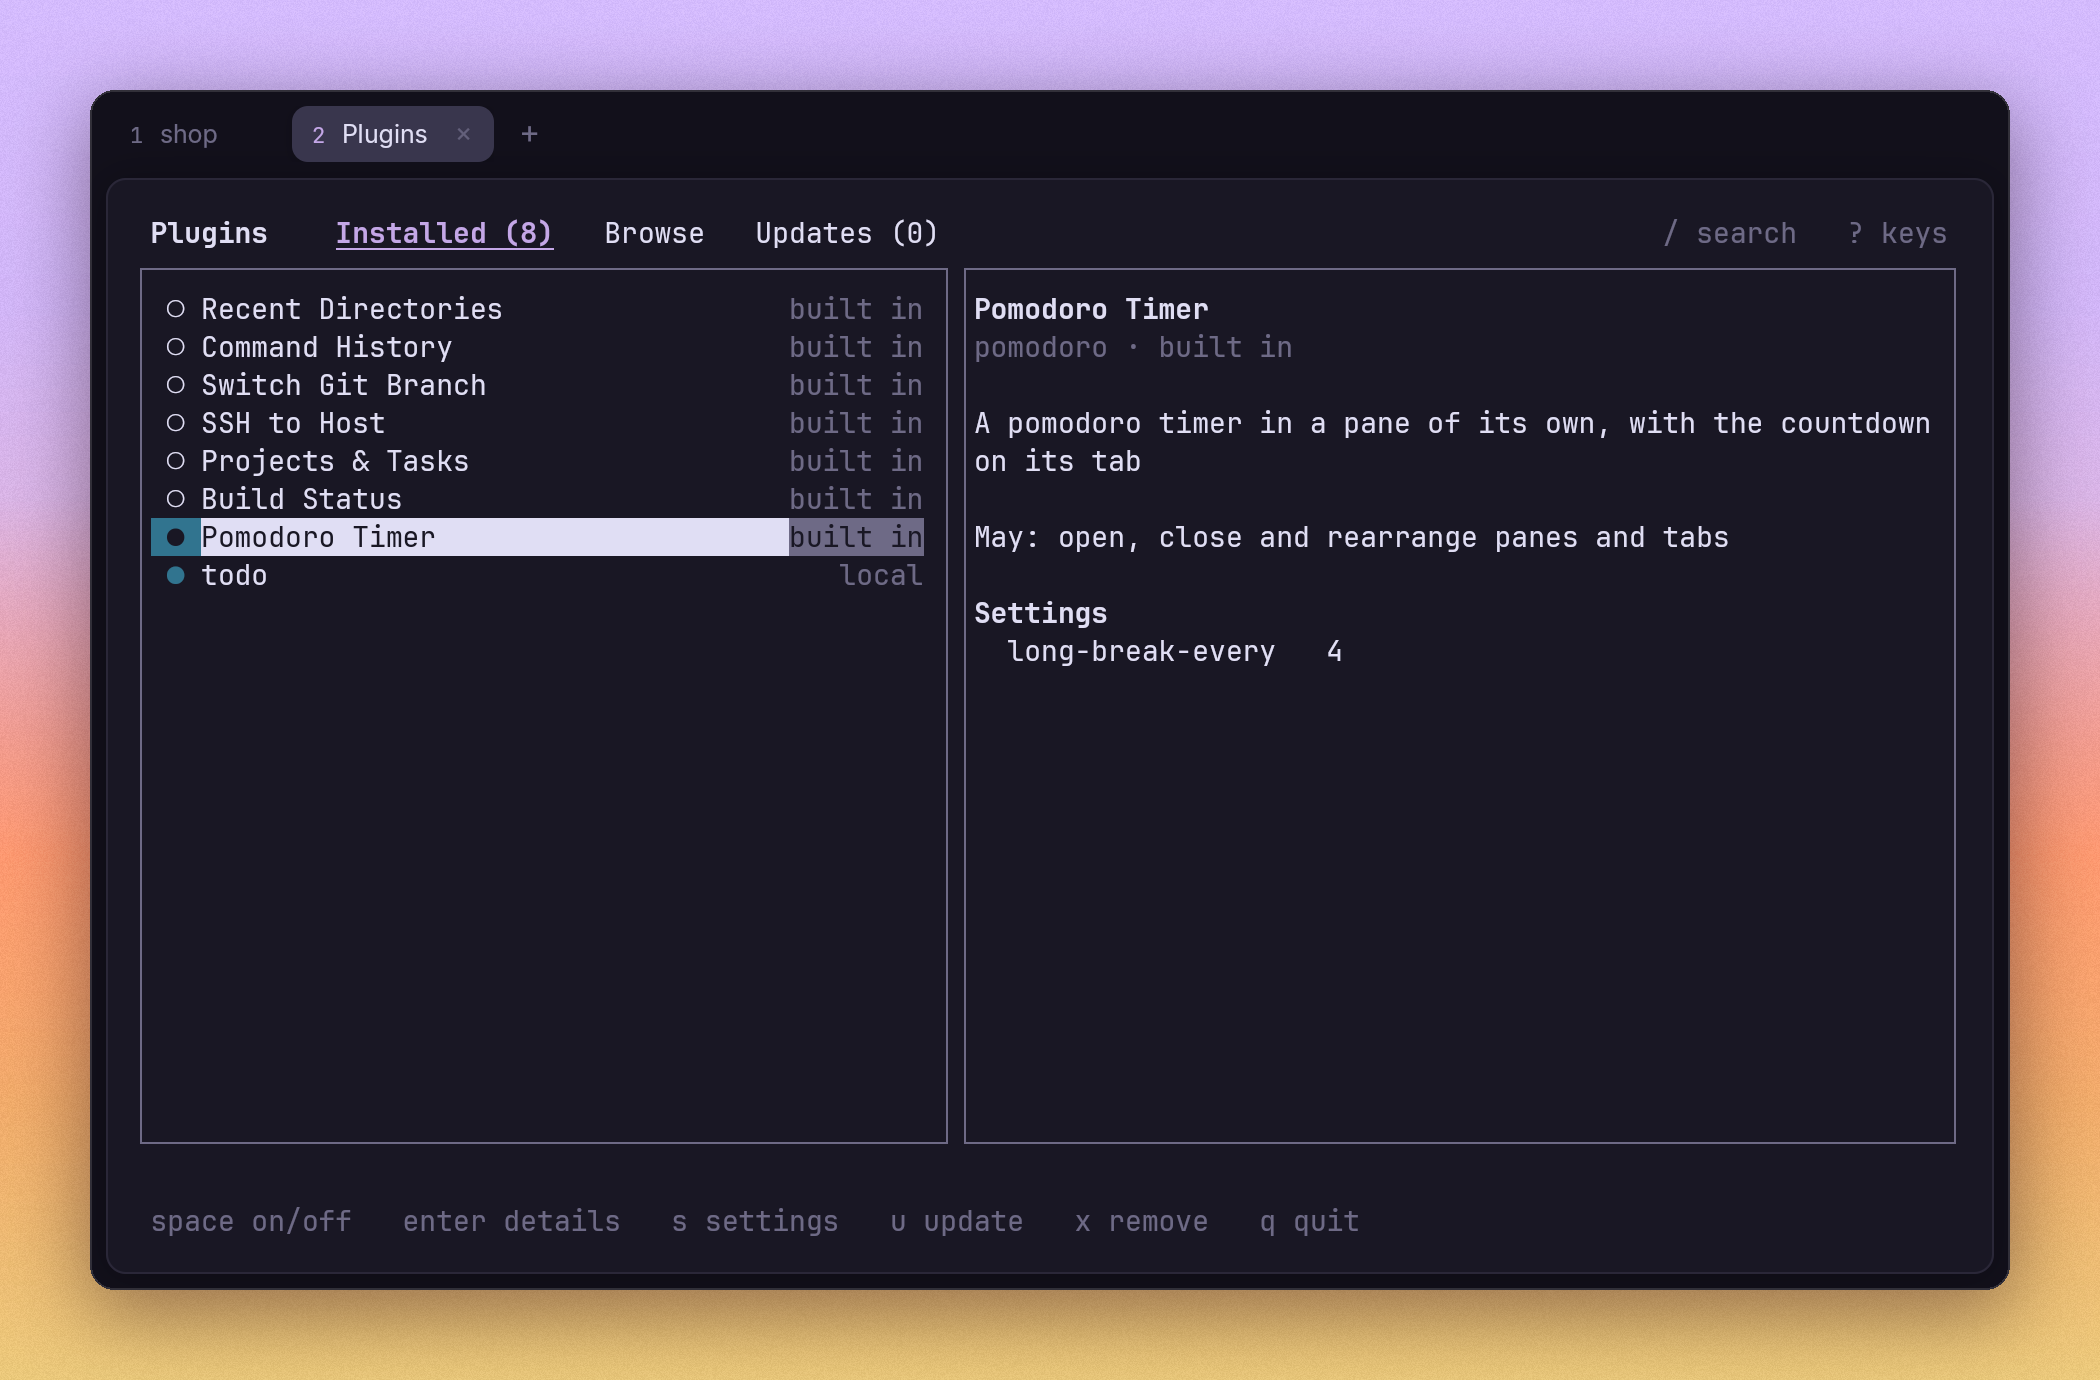 1 shop 2 Plugins × +
Plugins Installed (8) Browse Updates (0) / search ? keys
Recent Directories built in
Command History built in
Switch Git Branch built in
SSH to Host built in
Projects & Tasks built in
Build Status built in
Pomodoro Timer built in
todo local
Pomodoro Timer
pomodoro · built in
A pomodoro timer in a pane of its own, with the countdown
on its tab
May: open, close and rearrange panes and tabs
Settings
long-break-every 4
space on/off enter details s settings u update x remove q quit